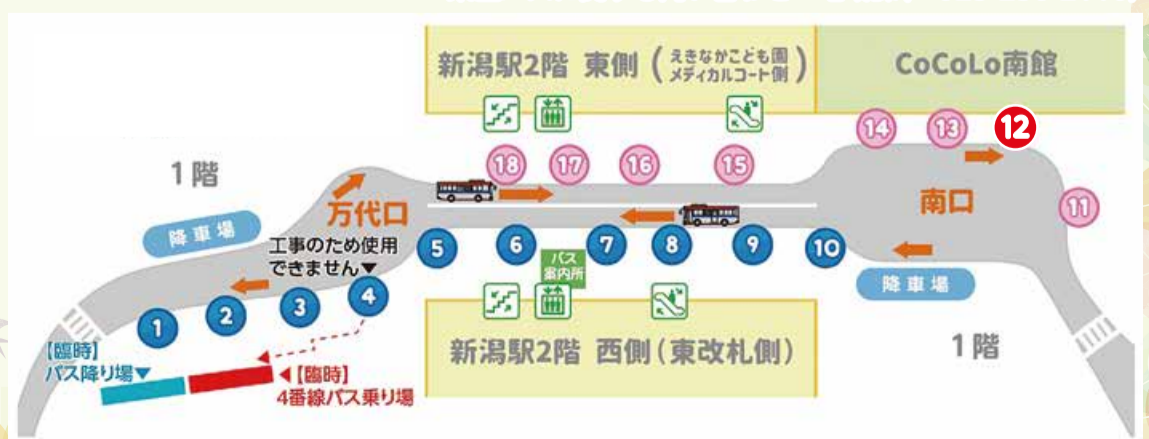 新潟駅2階 東側(えきなかこども園
メディカルコート側)
CoCoLo南館
14
13
12
18
17
16
15
1階
万代口
南口
11
降車場
工事のため使用
できません▼
5
6
7
8
9
10
バス
案内所
降車場
1
2
3
4
新潟駅2階 西側(東改札側)
1階
【臨時】
バス降り場▼
◀【臨時】
4番線バス乗り場